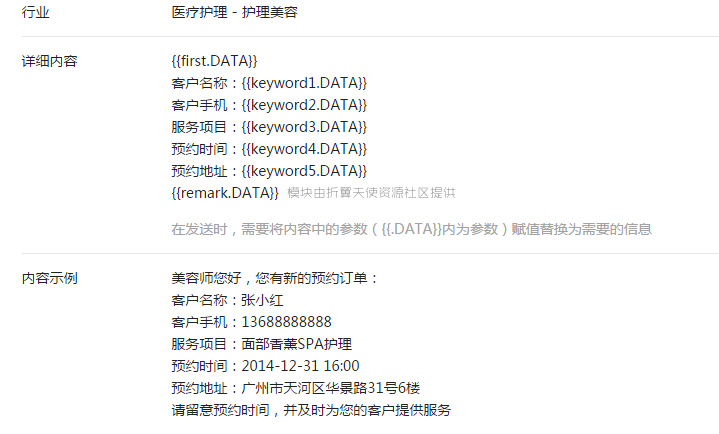 行业 医疗护理 - 护理美容
详细内容 {{first.DATA}}
客户名称：{{keyword1.DATA}}
客户手机：{{keyword2.DATA}}
服务项目：{{keyword3.DATA}}
预约时间：{{keyword4.DATA}}
预约地址：{{keyword5.DATA}}
{{remark.DATA}} 模块由折翼天使资源社区提供
在发送时，需要将内容中的参数（{{.DATA}}内为参数）赋值替换为需要的信息
内容示例 美容师您好，您有新的预约订单：
客户名称：张小红
客户手机：13688888888
服务项目：面部香薰SPA护理
预约时间：2014-12-31 16:00
预约地址：广州市天河区华景路31号6楼
请留意预约时间，并及时为您的客户提供服务